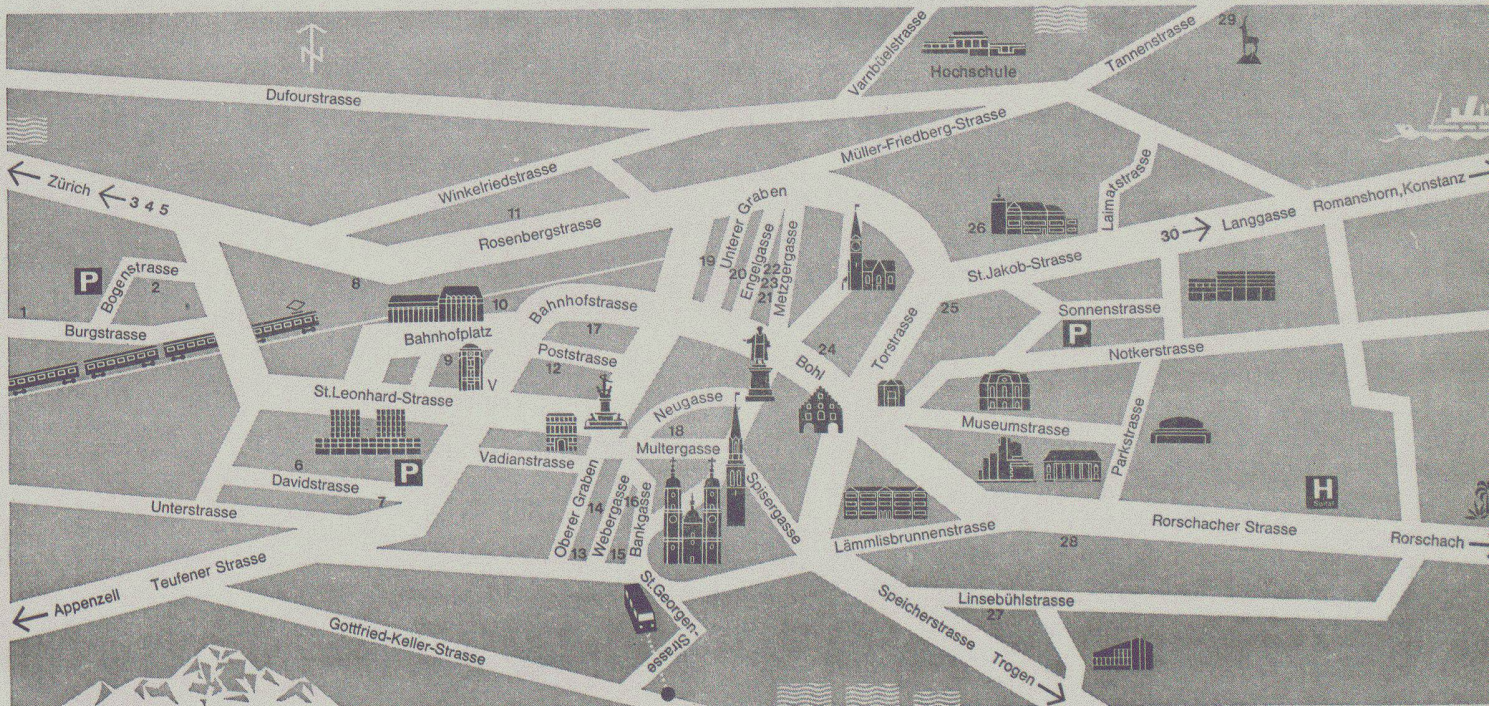 Varnbüelstrasse
Hochschule
Tannenstrasse
29
N
Dufourstrasse
Müller-Friedberg-Strasse
Zürich
3 4 5
Winkelriedstrasse
11
Rosenbergstrasse
Unterer Graben
Engelgasse
Metzgergasse
19
20
22
23
21
26
Laimatstrasse
30
Langgasse
Romanshorn, Konstanz
St.Jakob-Strasse
P
Bogenstrasse
2
8
1
Burgstrasse
10
Bahnhofstrasse
Bahnhofplatz
17
Poststrasse
12
9
V
24
Bohl
Torstrasse
25
Sonnenstrasse
P
Notkerstrasse
St.Leonhard-Strasse
Neugasse
18
Multergasse
Museumstrasse
Parkstrasse
Vadianstrasse
P
6
Davidstrasse
7
Unterstrasse
Oberer Graben
14
Webergasse
16
Bankgasse
13
15
Spisergasse
H
Lämmlisbrunnenstrasse
Rorschacher Strasse
28
Rorschach
Appenzell
Teufener Strasse
St.Georgen-
Strasse
Gottfried-Keller-Strasse
Speicherstrasse
Trogen
Linsebühlstrasse
27